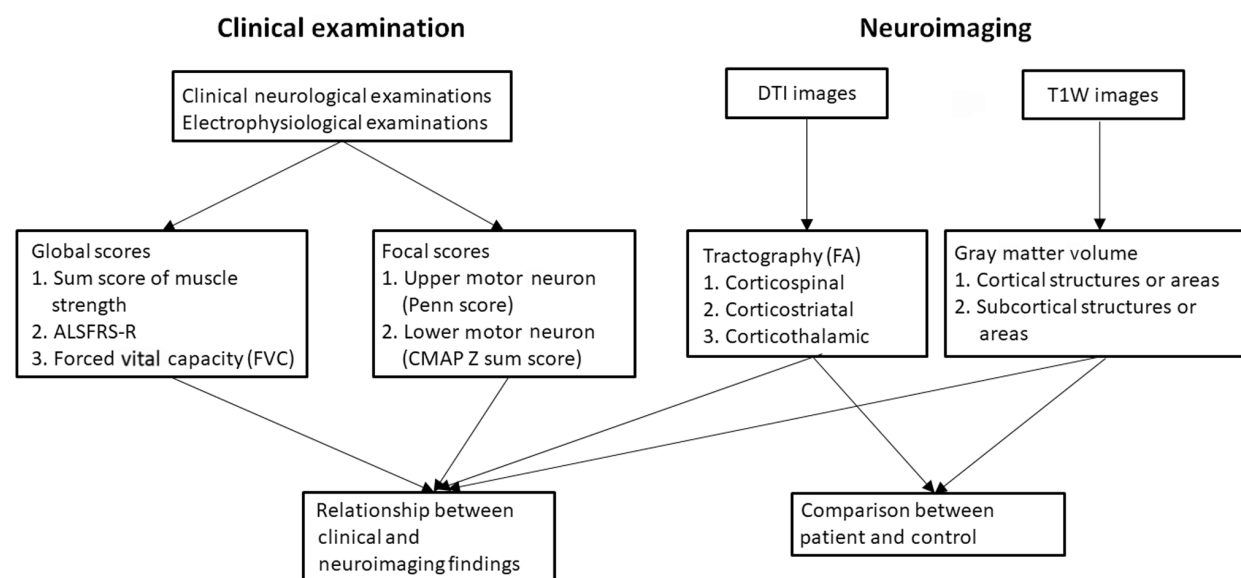 Clinical examination
Neuroimaging
Clinical neurological examinations
Electrophysiological examinations
DTI images
T1W images
Global scores
1. Sum score of muscle
strength
2. ALSFRS-R
3. Forced vital capacity (FVC)
Focal scores
1. Upper motor neuron
(Penn score)
2. Lower motor neuron
(CMAP Z sum score)
Tractography (FA)
1. Corticospinal
2. Corticostriatal
3. Corticothalamic
Gray matter volume
1. Cortical structures or areas
2. Subcortical structures or
areas
Relationship between
clinical and
neuroimaging findings
Comparison between
patient and control